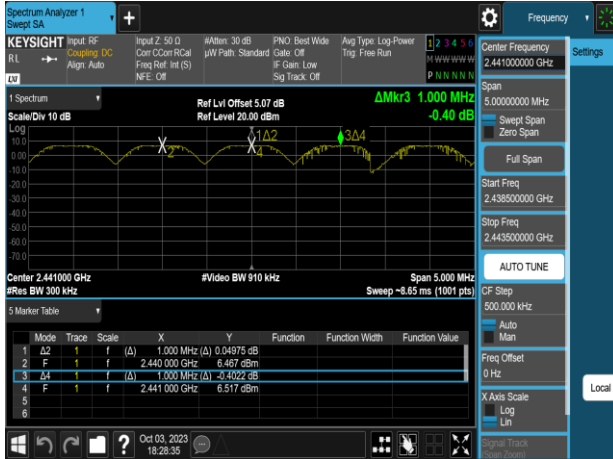 Spectrum Analyzer 1
Swept SA
+
Frequency
KEYSIGHT
RL
Input: RF
Coupling: DC
Align: Auto
Input Z: 50 Ω
Corr CCorr RCal
Freq Ref: Int (S)
NFE: Off
#Atten: 30 dB
µW Path: Standard
PNO: Best Wide
Gate: Off
IF Gain: Low
Sig Track: Off
Avg Type: Log-Power
Trig: Free Run
1 2 3 4 5 6
M W W W W W
P N N N N N
LXI
1 Spectrum
Scale/Div 10 dB
Ref Lvl Offset 5.07 dB
Ref Level 20.00 dBm
ΔMkr3 1.000 MHz
-0.40 dB
Log
10.0
0.00
-10.0
-20.0
-30.0
-40.0
-50.0
-60.0
-70.0
2
1Δ2
4
3Δ4
Center 2.441000 GHz
#Video BW 910 kHz
Span 5.000 MHz
#Res BW 300 kHz
Sweep ~8.65 ms (1001 pts)
5 Marker Table
Mode Trace Scale X Y Function Function Width Function Value
1 Δ2 1 f (Δ) 1.000 MHz (Δ) 0.04975 dB
2 F 1 f 2.440 000 GHz 6.467 dBm
3 Δ4 1 f (Δ) 1.000 MHz (Δ) -0.4022 dB
4 F 1 f 2.441 000 GHz 6.517 dBm
5
6
Oct 03, 2023
18:28:35
?
Center Frequency
2.441000000 GHz
Settings
Span
5.00000000 MHz
Swept Span
Zero Span
Full Span
Start Freq
2.438500000 GHz
Stop Freq
2.443500000 GHz
AUTO TUNE
CF Step
500.000 kHz
Auto
Man
Freq Offset
0 Hz
X Axis Scale
Log
Lin
Local
Signal Track
(Span Zoom)